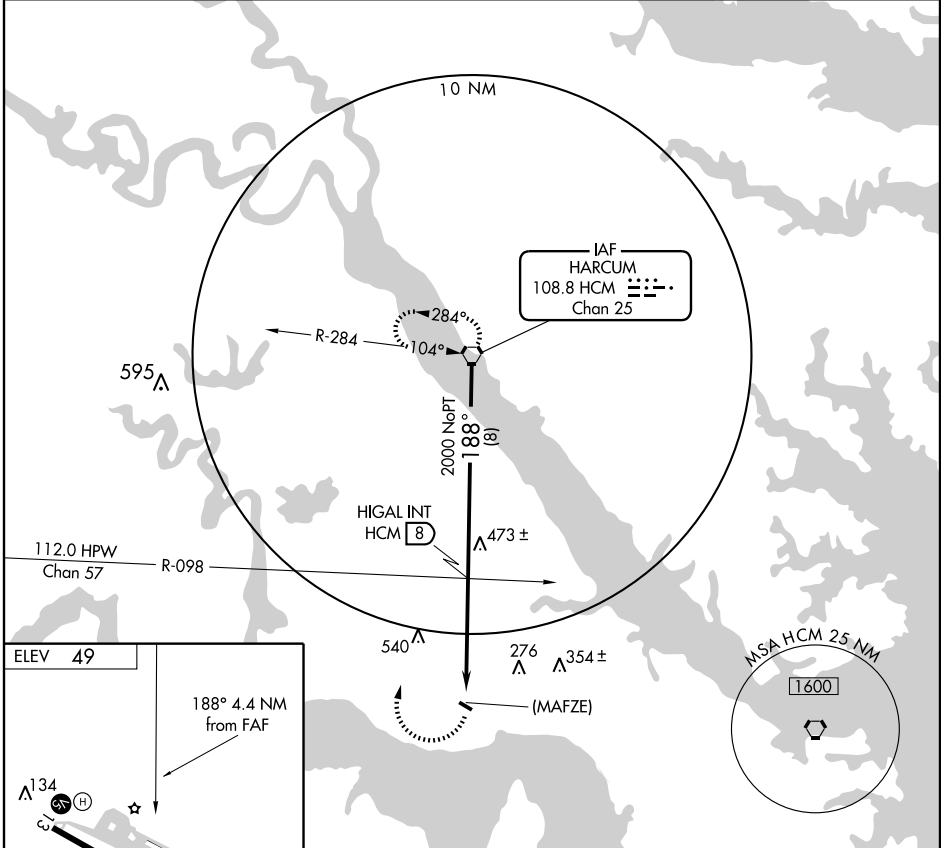 10 NM
IAF
HARCUM
108.8 HCM
Chan 25
284°
R-284
104°
595
2000 NoPT
188°
(8)
HIGAL INT
HCM 8
473 ±
112.0 HPW
Chan 57
R-098
540
276
354 ±
MSA HCM 25 NM
1600
(MAFZE)
ELEV 49
188° 4.4 NM
from FAF
134
V5
H
13